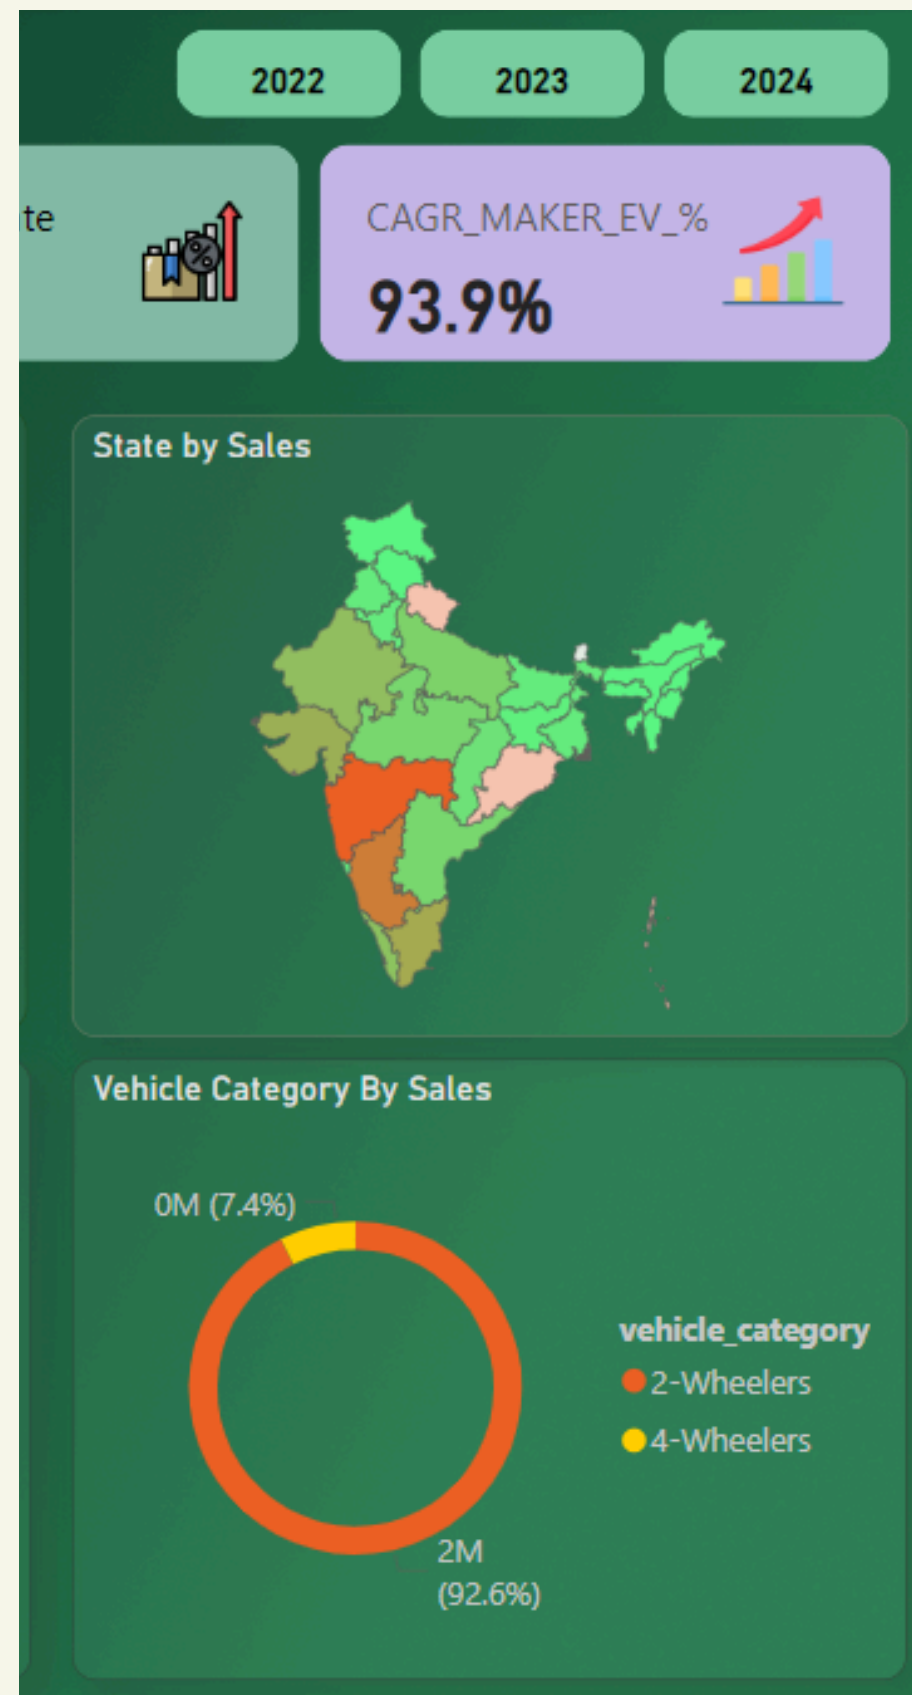 2022
2023
2024
te
CAGR_MAKER_EV_%
93.9%
State by Sales
Vehicle Category By Sales
0M (7.4%)
vehicle_category
2-Wheelers
4-Wheelers
2M
(92.6%)